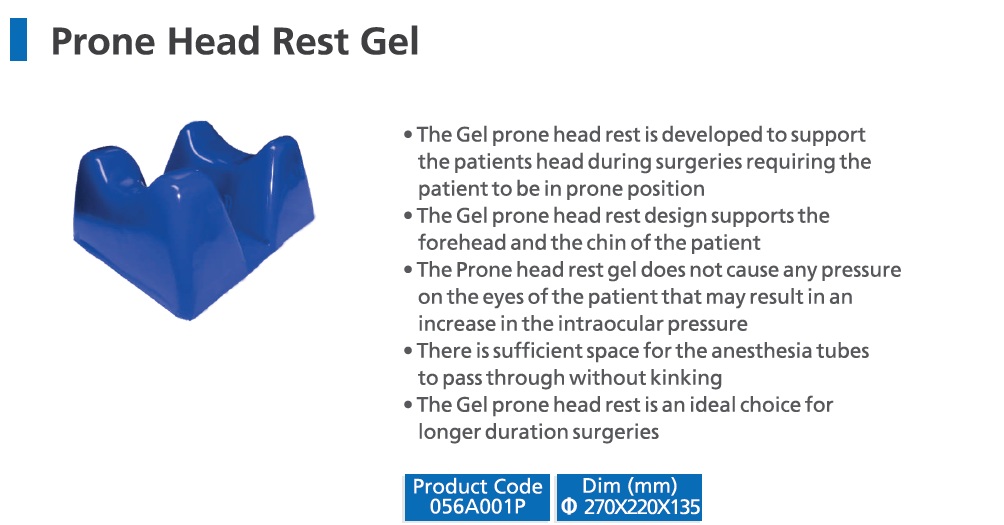 Prone Head Rest Gel
• The Gel prone head rest is developed to support
the patients head during surgeries requiring the
patient to be in prone position
• The Gel prone head rest design supports the
forehead and the chin of the patient
• The Prone head rest gel does not cause any pressure
on the eyes of the patient that may result in an
increase in the intraocular pressure
• There is sufficient space for the anesthesia tubes
to pass through without kinking
• The Gel prone head rest is an ideal choice for
longer duration surgeries
Product Code
056A001P
Dim (mm)
Φ 270X220X135